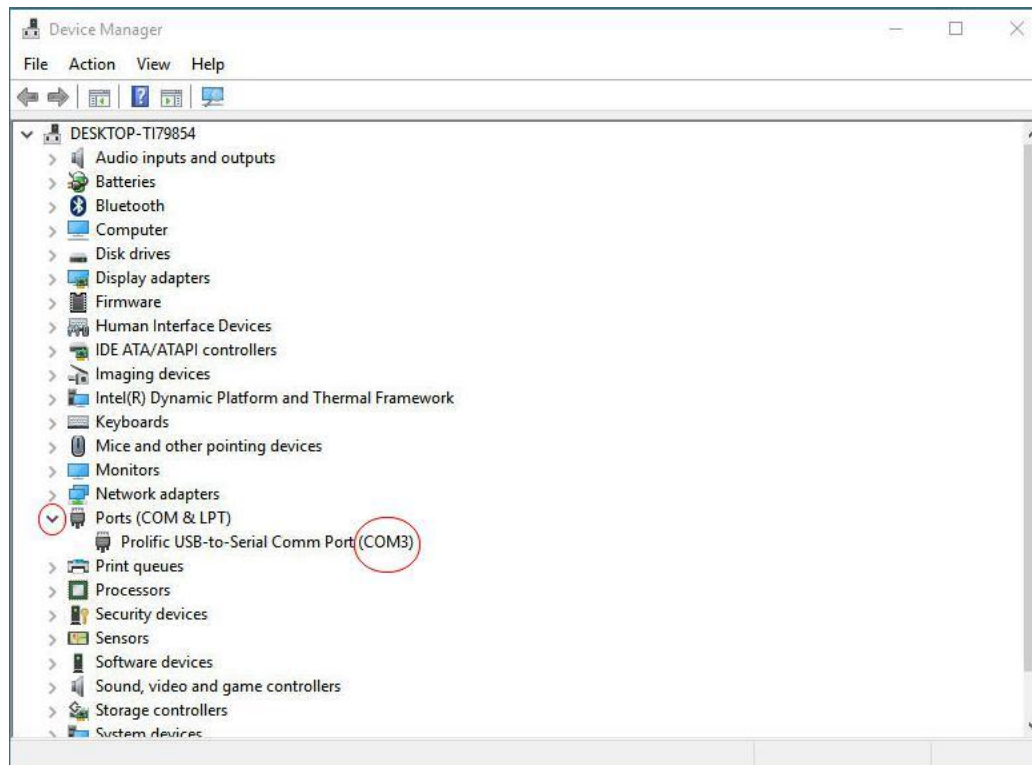 Device Manager
File Action View Help
DESKTOP-TI79854
Audio inputs and outputs
Batteries
Bluetooth
Computer
Disk drives
Display adapters
Firmware
Human Interface Devices
IDE ATA/ATAPI controllers
Imaging devices
Intel(R) Dynamic Platform and Thermal Framework
Keyboards
Mice and other pointing devices
Monitors
Network adapters
Ports (COM & LPT)
Prolific USB-to-Serial Comm Port (COM3)
Print queues
Processors
Security devices
Sensors
Software devices
Sound, video and game controllers
Storage controllers
System devices